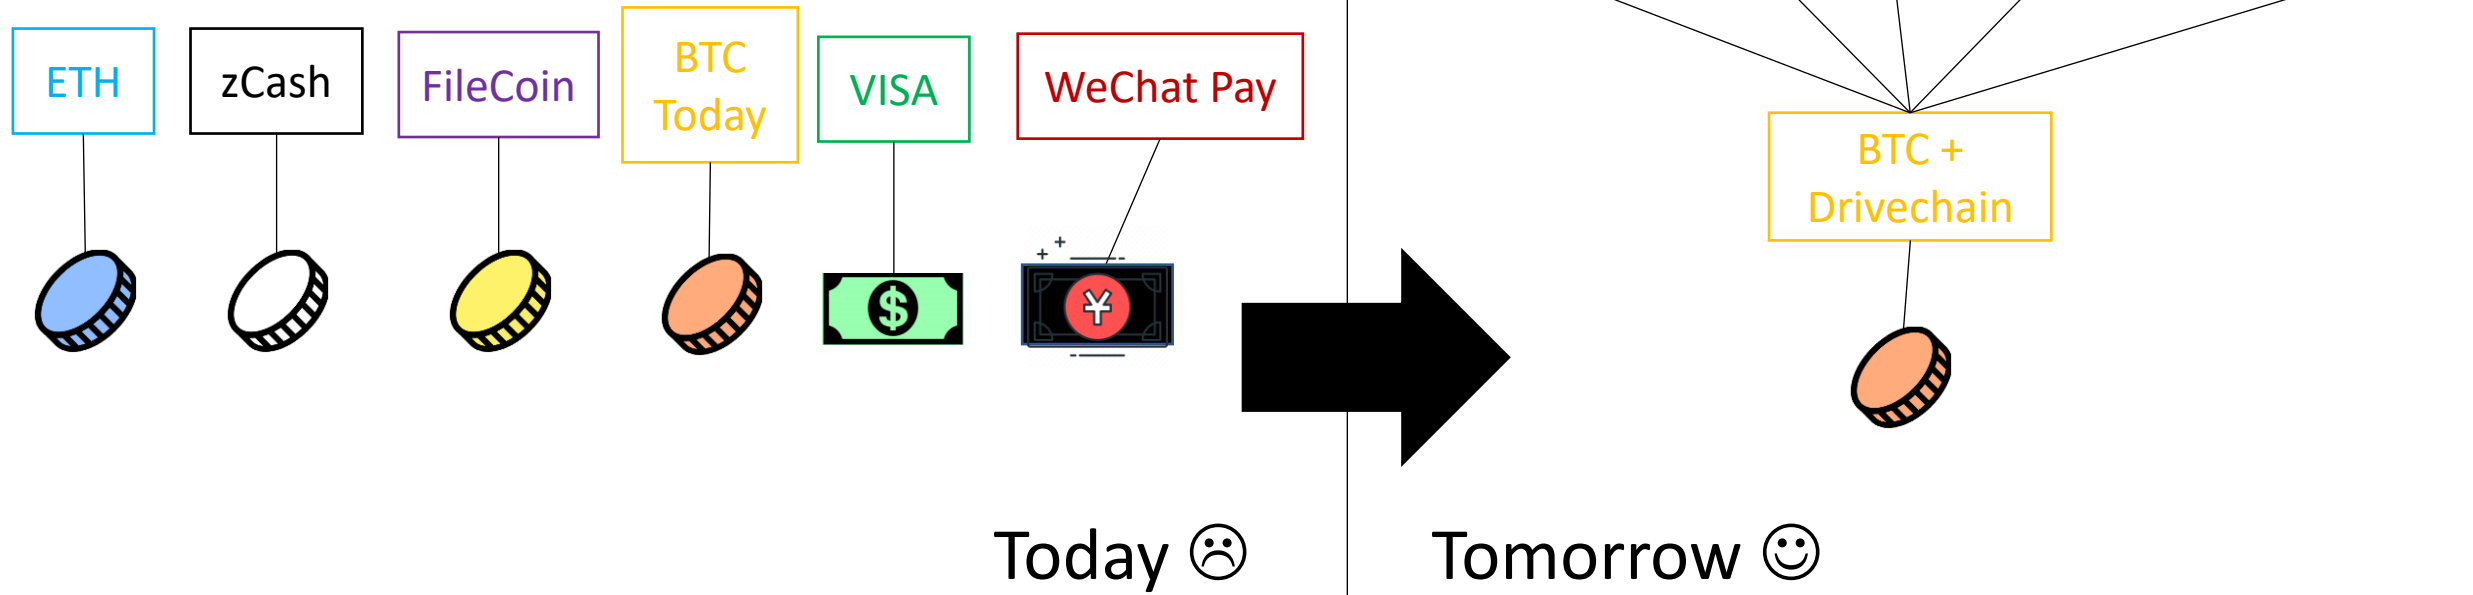 ETH
zCash
FileCoin
BTC
Today
VISA
WeChat Pay
$
¥
BTC +
Drivechain
Today ☹
Tomorrow ☺